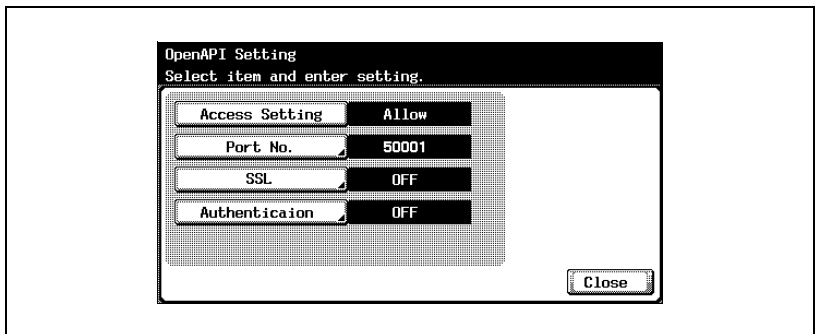 OpenAPI Setting
Select item and enter setting.
Access Setting Allow
Port No. 50001
SSL OFF
Authenticaion OFF
Close